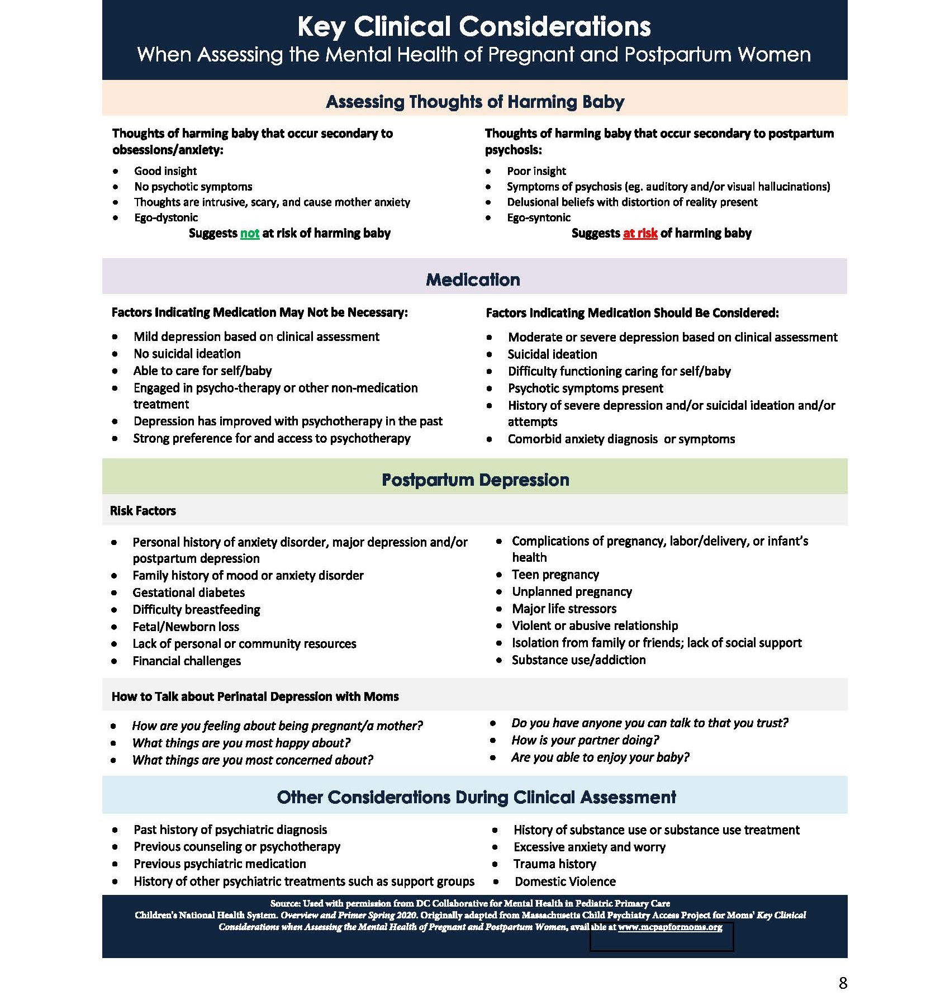 Key Clinical Considerations
When Assessing the Mental Health of Pregnant and Postpartum Women
Assessing Thoughts of Harming Baby
Thoughts of harming baby that occur secondary to
obsessions/anxiety:
• Good insight
• No psychotic symptoms
• Thoughts are intrusive, scary, and cause mother anxiety
• Ego-dystonic
Suggests not at risk of harming baby
Thoughts of harming baby that occur secondary to postpartum
psychosis:
• Poor insight
• Symptoms of psychosis (eg. auditory and/or visual hallucinations)
• Delusional beliefs with distortion of reality present
• Ego-syntonic
Suggests at risk of harming baby
Medication
Factors Indicating Medication May Not be Necessary:
• Mild depression based on clinical assessment
• No suicidal ideation
• Able to care for self/baby
• Engaged in psycho-therapy or other non-medication
treatment
• Depression has improved with psychotherapy in the past
• Strong preference for and access to psychotherapy
Factors Indicating Medication Should Be Considered:
• Moderate or severe depression based on clinical assessment
• Suicidal ideation
• Difficulty functioning caring for self/baby
• Psychotic symptoms present
• History of severe depression and/or suicidal ideation and/or
attempts
• Comorbid anxiety diagnosis or symptoms
Postpartum Depression
Risk Factors
• Personal history of anxiety disorder, major depression and/or
postpartum depression
• Family history of mood or anxiety disorder
• Gestational diabetes
• Difficulty breastfeeding
• Fetal/Newborn loss
• Lack of personal or community resources
• Financial challenges
• Complications of pregnancy, labor/delivery, or infant’s
health
• Teen pregnancy
• Unplanned pregnancy
• Major life stressors
• Violent or abusive relationship
• Isolation from family or friends; lack of social support
• Substance use/addiction
How to Talk about Perinatal Depression with Moms
• How are you feeling about being pregnant/a mother?
• What things are you most happy about?
• What things are you most concerned about?
• Do you have anyone you can talk to that you trust?
• How is your partner doing?
• Are you able to enjoy your baby?
Other Considerations During Clinical Assessment
• Past history of psychiatric diagnosis
• Previous counseling or psychotherapy
• Previous psychiatric medication
• History of other psychiatric treatments such as support groups
• History of substance use or substance use treatment
• Excessive anxiety and worry
• Trauma history
• Domestic Violence
Source: Used with permission from DC Collaborative for Mental Health in Pediatric Primary Care
Children's National Health System. Overview and Primer Spring 2020. Originally adapted from Massachusetts Child Psychiatry Access Project for Moms' Key Clinical
Considerations when Assessing the Mental Health of Pregnant and Postpartum Women, available at www.mcpapformoms.org
8